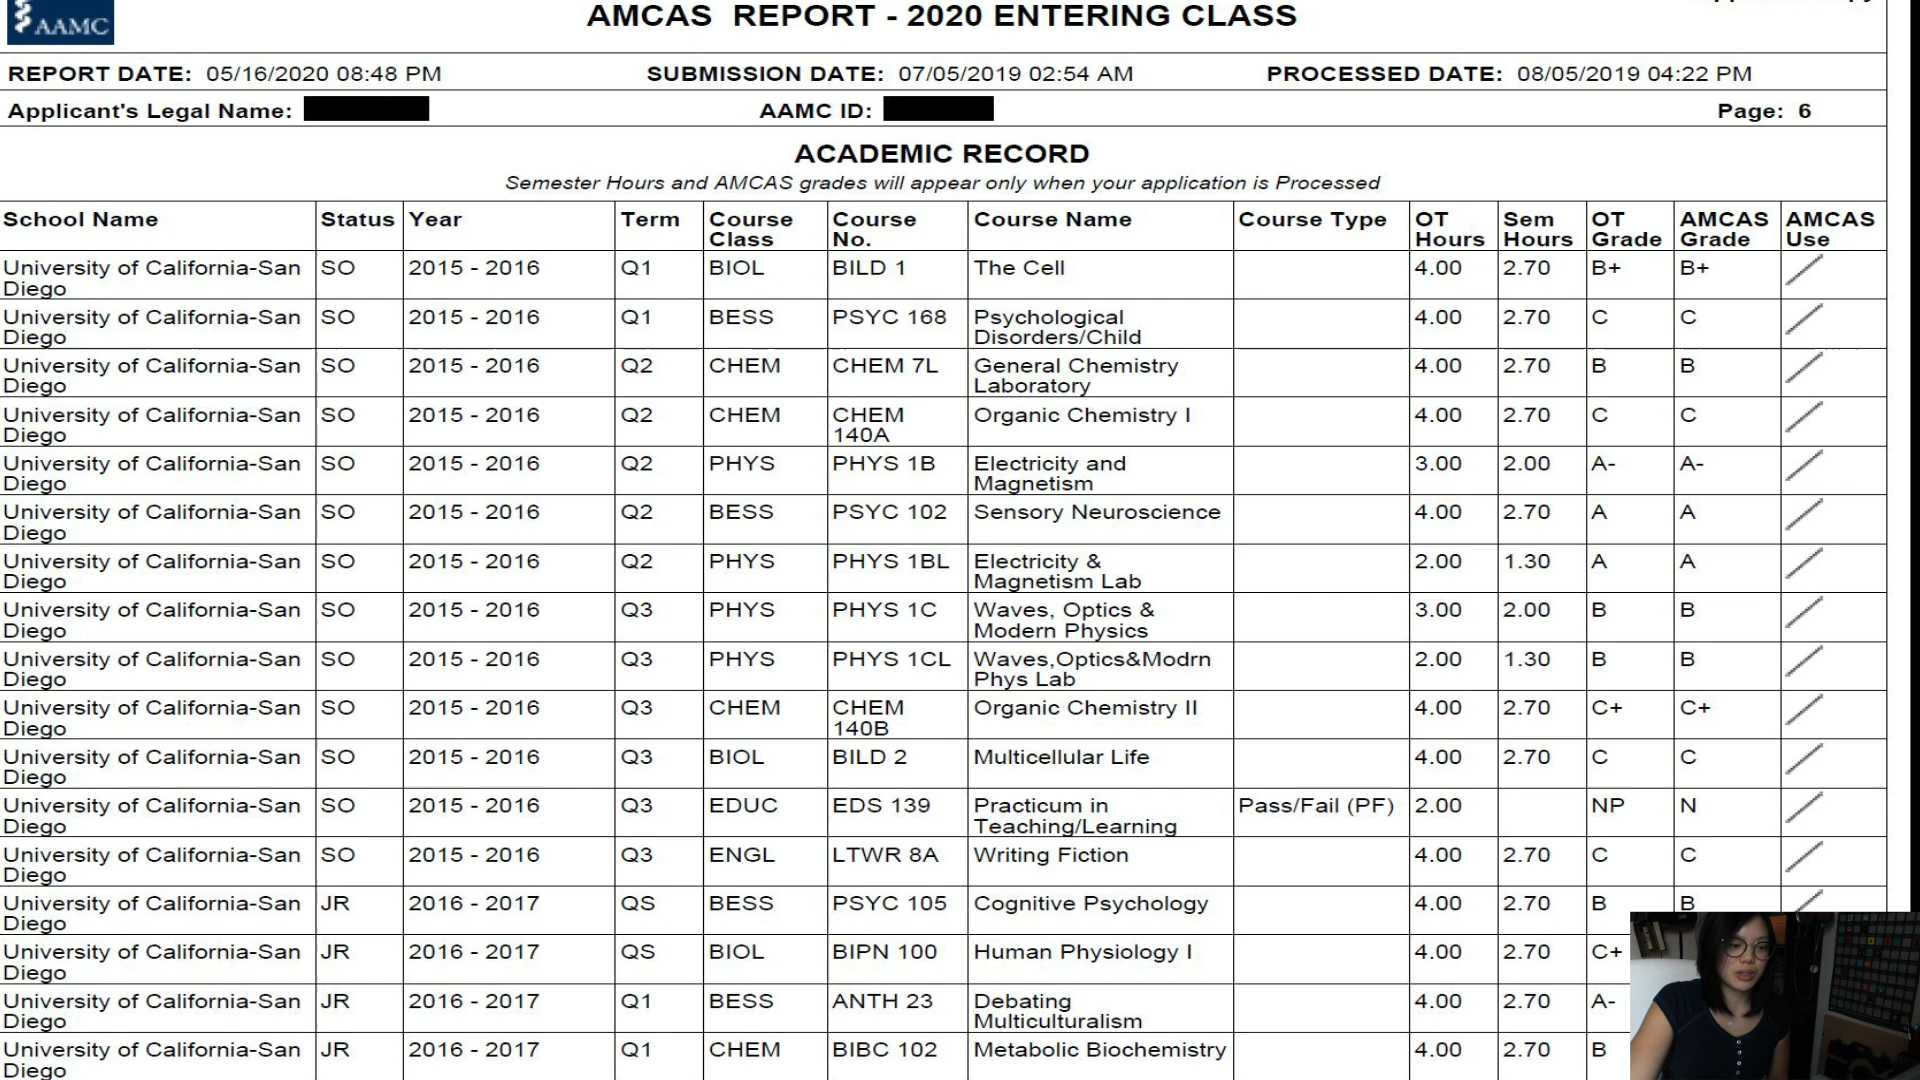 AAMC
AMCAS REPORT - 2020 ENTERING CLASS
REPORT DATE: 05/16/2020 08:48 PM SUBMISSION DATE: 07/05/2019 02:54 AM PROCESSED DATE: 08/05/2019 04:22 PM
Applicant's Legal Name: AAMC ID: Page: 6
ACADEMIC RECORD
Semester Hours and AMCAS grades will appear only when your application is Processed
School Name Status Year Term Course Course Course Name Course Type OT Sem OT AMCAS AMCAS
Class No. Hours Hours Grade Grade Use
University of California-San SO 2015 - 2016 Q1 BIOL BILD 1 The Cell 4.00 2.70 B+ B+
Diego
University of California-San SO 2015 - 2016 Q1 BESS PSYC 168 Psychological 4.00 2.70 C C
Diego Disorders/Child
University of California-San SO 2015 - 2016 Q2 CHEM CHEM 7L General Chemistry 4.00 2.70 B B
Diego Laboratory
University of California-San SO 2015 - 2016 Q2 CHEM CHEM Organic Chemistry I 4.00 2.70 C C
Diego 140A
University of California-San SO 2015 - 2016 Q2 PHYS PHYS 1B Electricity and 3.00 2.00 A- A-
Diego Magnetism
University of California-San SO 2015 - 2016 Q2 BESS PSYC 102 Sensory Neuroscience 4.00 2.70 A A
Diego
University of California-San SO 2015 - 2016 Q2 PHYS PHYS 1BL Electricity & 2.00 1.30 A A
Diego Magnetism Lab
University of California-San SO 2015 - 2016 Q3 PHYS PHYS 1C Waves, Optics & 3.00 2.00 B B
Diego Modern Physics
University of California-San SO 2015 - 2016 Q3 PHYS PHYS 1CL Waves,Optics&Modrn 2.00 1.30 B B
Diego Phys Lab
University of California-San SO 2015 - 2016 Q3 CHEM CHEM Organic Chemistry II 4.00 2.70 C+ C+
Diego 140B
University of California-San SO 2015 - 2016 Q3 BIOL BILD 2 Multicellular Life 4.00 2.70 C C
Diego
University of California-San SO 2015 - 2016 Q3 EDUC EDS 139 Practicum in Pass/Fail (PF) 2.00 NP N
Diego Teaching/Learning
University of California-San SO 2015 - 2016 Q3 ENGL LTWR 8A Writing Fiction 4.00 2.70 C C
Diego
University of California-San JR 2016 - 2017 QS BESS PSYC 105 Cognitive Psychology 4.00 2.70 B B
Diego
University of California-San JR 2016 - 2017 QS BIOL BIPN 100 Human Physiology I 4.00 2.70 C+
Diego
University of California-San JR 2016 - 2017 Q1 BESS ANTH 23 Debating 4.00 2.70 A-
Diego Multiculturalism
University of California-San JR 2016 - 2017 Q1 CHEM BIBC 102 Metabolic Biochemistry 4.00 2.70 B
Diego